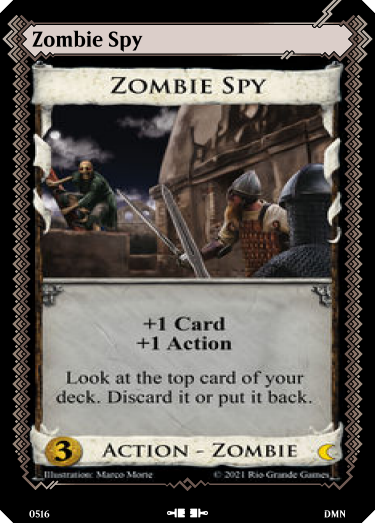 Zombie Spy
ZOMBIE SPY
+1 Card
+1 Action
Look at the top card of your
deck. Discard it or put it back.
3 ACTION - ZOMBIE
Illustration: Marco Morte © 2021 Rio Grande Games
0516 DMN